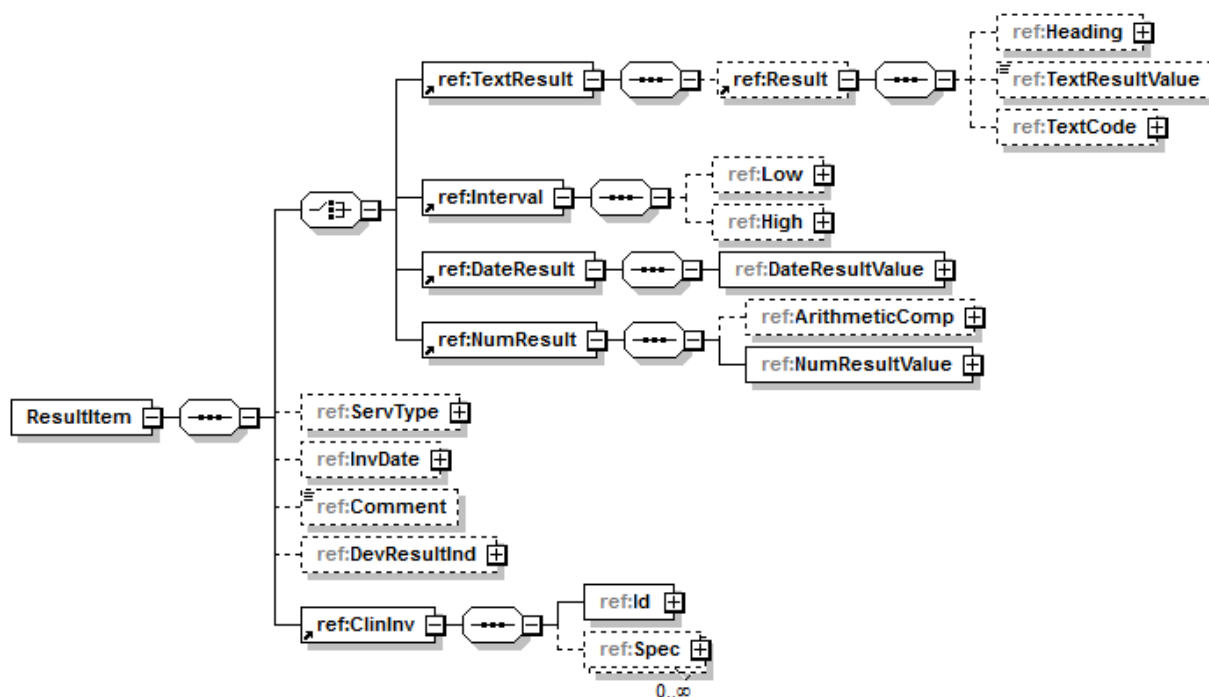 ref:Heading
ref:TextResult
ref:Result
ref:TextResultValue
ref:TextCode
ref:Low
ref:Interval
ref:High
ref:DateResult
ref:DateResultValue
ref:ArithmeticComp
ref:NumResult
ref:NumResultValue
ResultItem
ref:ServType
ref:InvDate
ref:Comment
ref:DevResultInd
ref:ClinInv
ref:Id
ref:Spec
0..∞